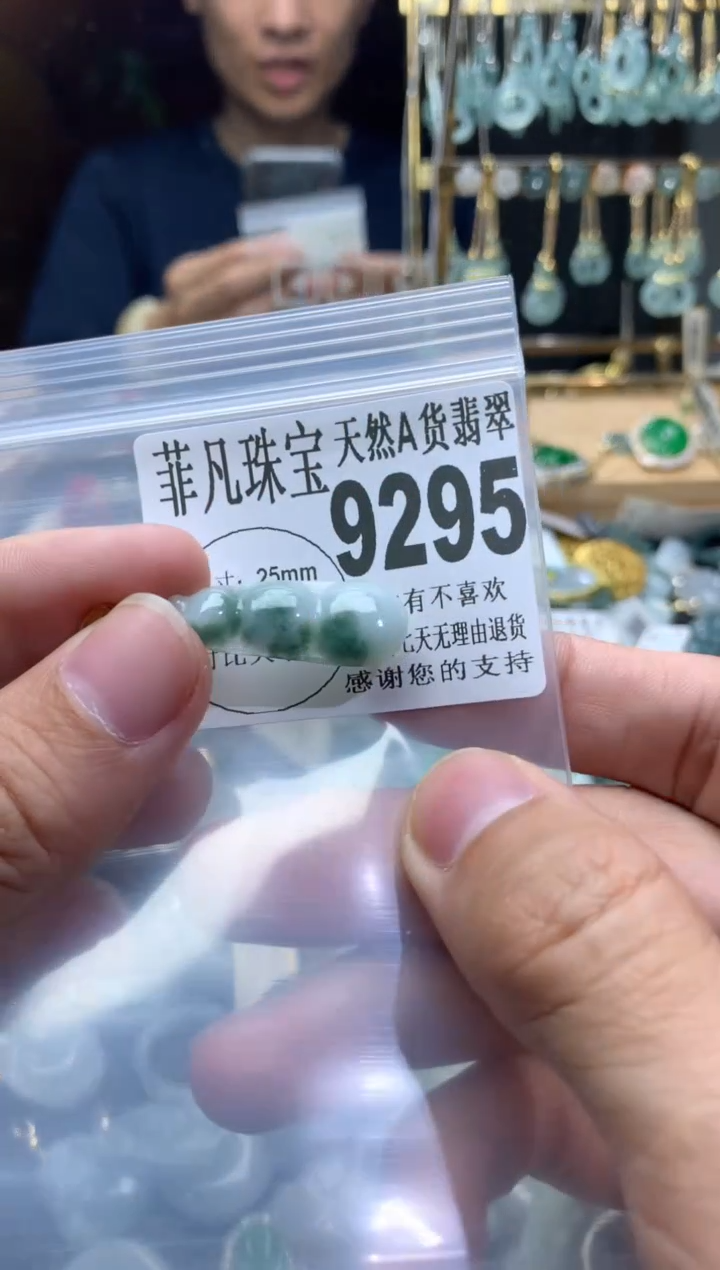 菲凡珠宝 天然A货翡翠
9295
寸：25mm
有不喜欢
七天无理由退货
感谢您的支持